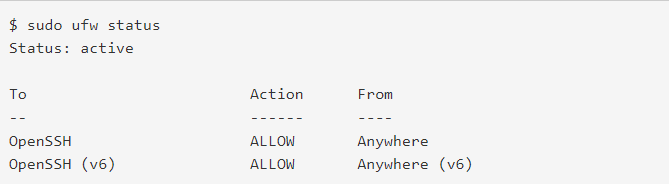 $ sudo ufw status
Status: active
To Action From
-- ------ ----
OpenSSH ALLOW Anywhere
OpenSSH (v6) ALLOW Anywhere (v6)